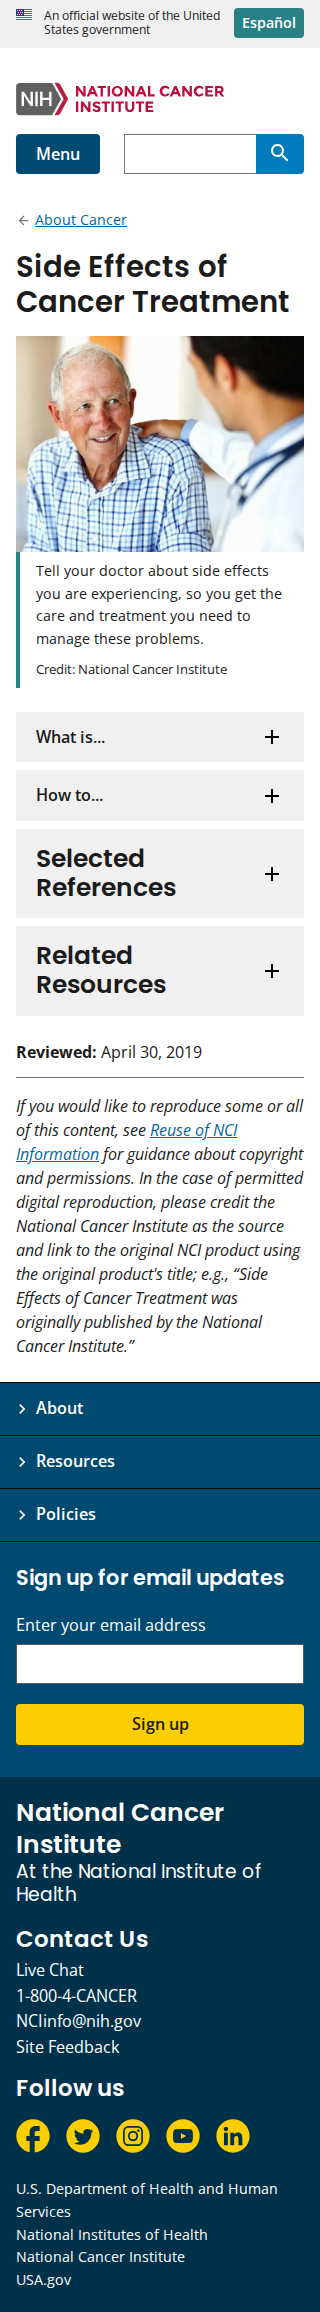 An official website of the United
States government
Español
NIH NATIONAL CANCER
INSTITUTE
Menu
About Cancer
Side Effects of
Cancer Treatment
Tell your doctor about side effects
you are experiencing, so you get the
care and treatment you need to
manage these problems.
Credit: National Cancer Institute
What is...
How to...
Selected
References
Related
Resources
Reviewed: April 30, 2019
If you would like to reproduce some or all
of this content, see Reuse of NCI
Information for guidance about copyright
and permissions. In the case of permitted
digital reproduction, please credit the
National Cancer Institute as the source
and link to the original NCI product using
the original product's title; e.g., “Side
Effects of Cancer Treatment was
originally published by the National
Cancer Institute.”
About
Resources
Policies
Sign up for email updates
Enter your email address
Sign up
National Cancer
Institute
At the National Institute of
Health
Contact Us
Live Chat
1-800-4-CANCER
NCIinfo@nih.gov
Site Feedback
Follow us
U.S. Department of Health and Human
Services
National Institutes of Health
National Cancer Institute
USA.gov